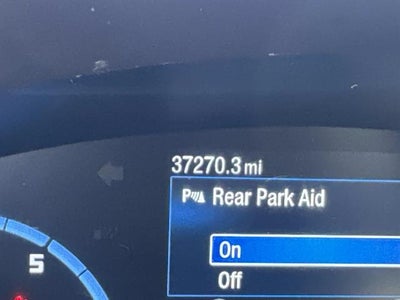 37270.3 mi
P Rear Park Aid
On
Off
5